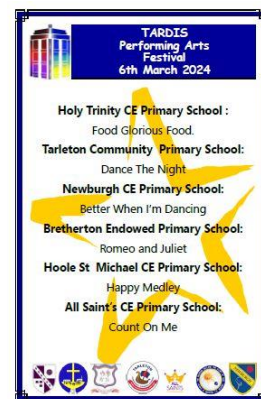 TARDIS
Performing Arts
Festival
6th March 2024
Holy Trinity CE Primary School :
Food Glorious Food.
Tarleton Community Primary School:
Dance The Night
Newburgh CE Primary School:
Better When I'm Dancing
Bretherton Endowed Primary School:
Romeo and Juliet
Hoole St Michael CE Primary School:
Happy Medley
All Saint's CE Primary School:
Count On Me